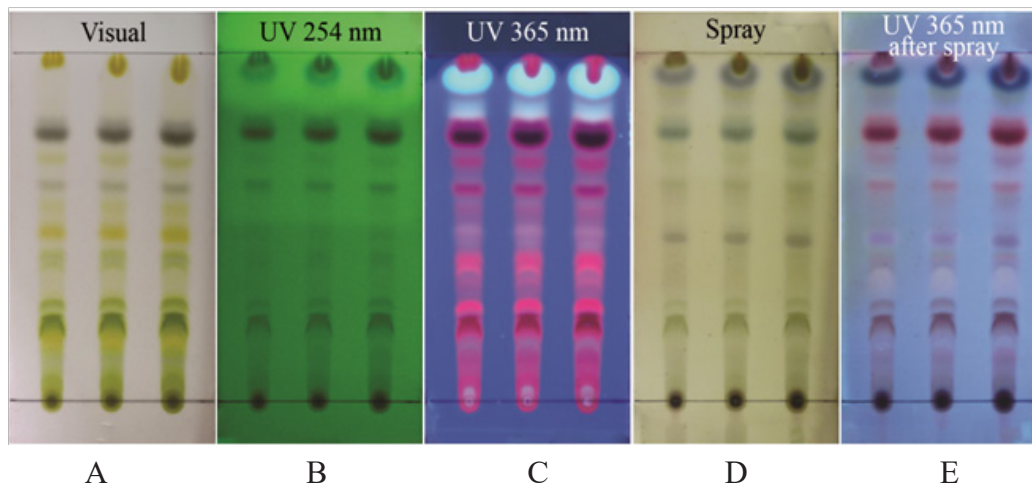 Visual
UV 254 nm
UV 365 nm
Spray
UV 365 nm
after spray
A
B
C
D
E